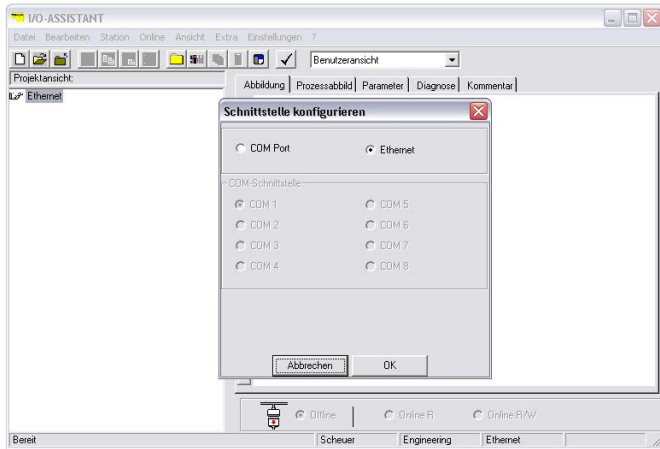 I/O-ASSISTANT
Datei Bearbeiten Station Online Ansicht Extra Einstellungen ?
Benutzeransicht
Projektansicht:
Abbildung Prozessabbild Parameter Diagnose Kommentar
Ethernet
Schnittstelle konfigurieren
COM Port Ethernet
COM-Schnittstelle
COM 1 COM 5
COM 2 COM 6
COM 3 COM 7
COM 4 COM 8
Abbrechen OK
Offline Online R Online R/W
Bereit Scheuer Engineering Ethernet